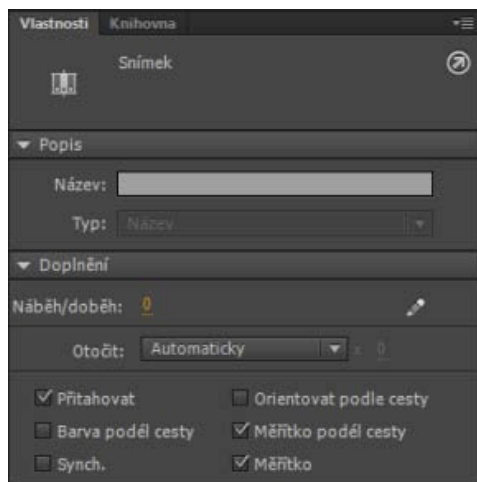 Vlastnosti Knihovna
Snímek
Popis
Název:
Typ: Název
Doplnění
Náběh/doběh: 0
Otočit: Automaticky x 0
Přitahovat Orientovat podle cesty
Barva podél cesty Měřítko podél cesty
Synch. Měřítko